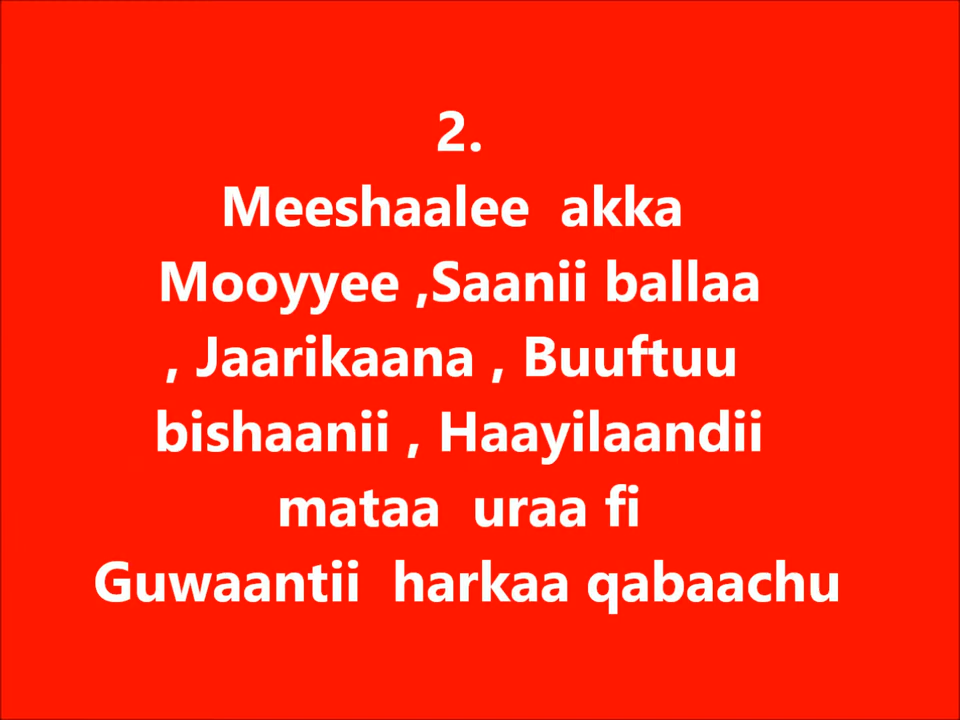 2.
Meeshaalee akka
Mooyyee ,Saanii ballaa
, Jaarikaana , Buuftuu
bishaanii , Haayilaandii
mataa uraa fi
Guwaantii harkaa qabaachu